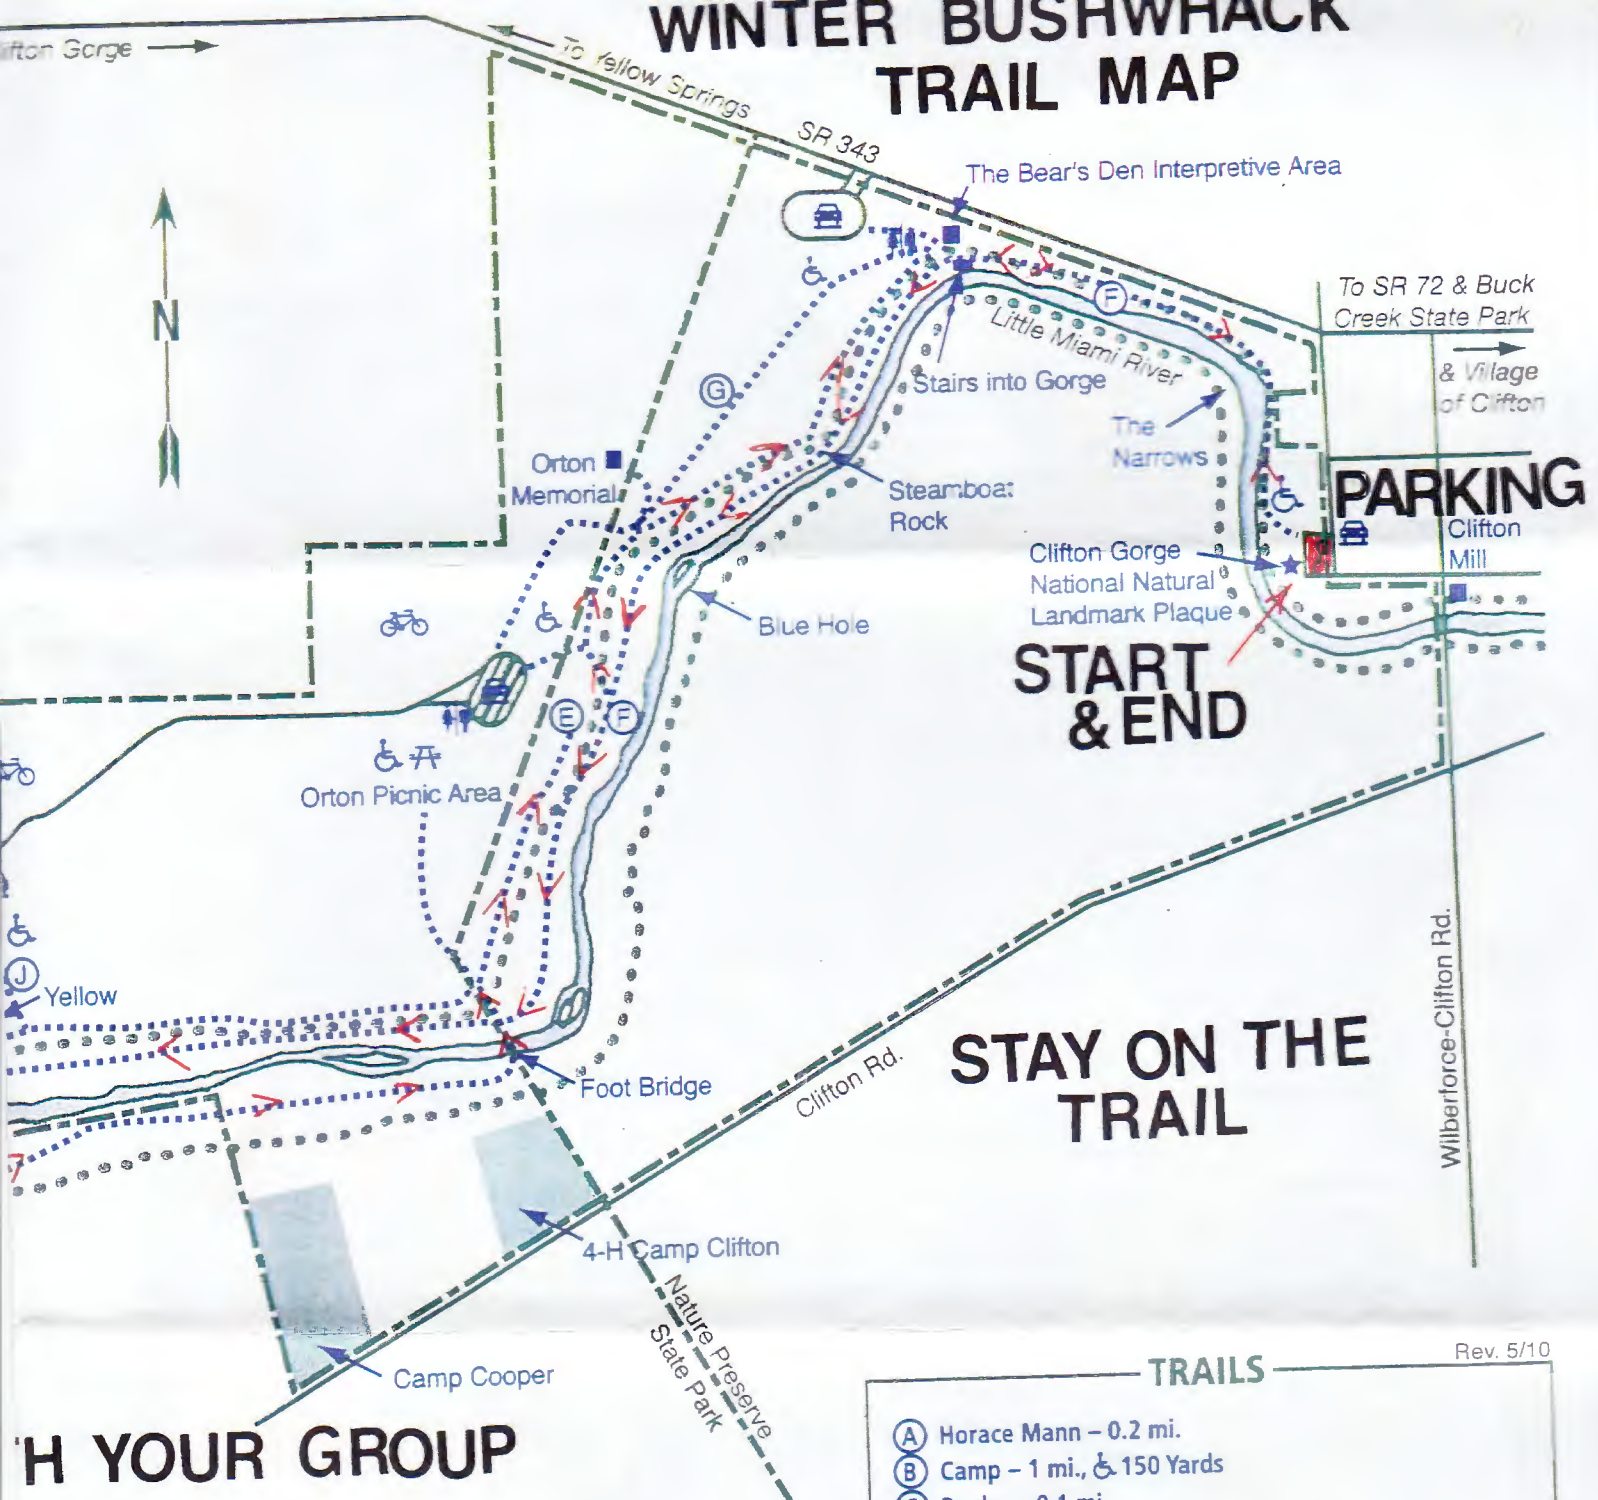 WINTER BUSHWHACK
TRAIL MAP
ifton Gorge
To Yellow Springs
SR 343
The Bear's Den Interpretive Area
To SR 72 & Buck
Creek State Park
& Village
of Clifton
N
F
Little Miami River
Stairs into Gorge
G
The
Narrows
Orton
Memorial
Steamboat
Rock
PARKING
Clifton
Mill
Clifton Gorge
National Natural
Landmark Plaque
Blue Hole
START
& END
E
F
Orton Picnic Area
J
Yellow
Foot Bridge
Clifton Rd.
Wilberforce-Clifton Rd.
STAY ON THE
TRAIL
4-H Camp Clifton
Nature Preserve
State Park
Camp Cooper
'H YOUR GROUP
Rev. 5/10
TRAILS
A Horace Mann – 0.2 mi.
B Camp – 1 mi., 150 Yards